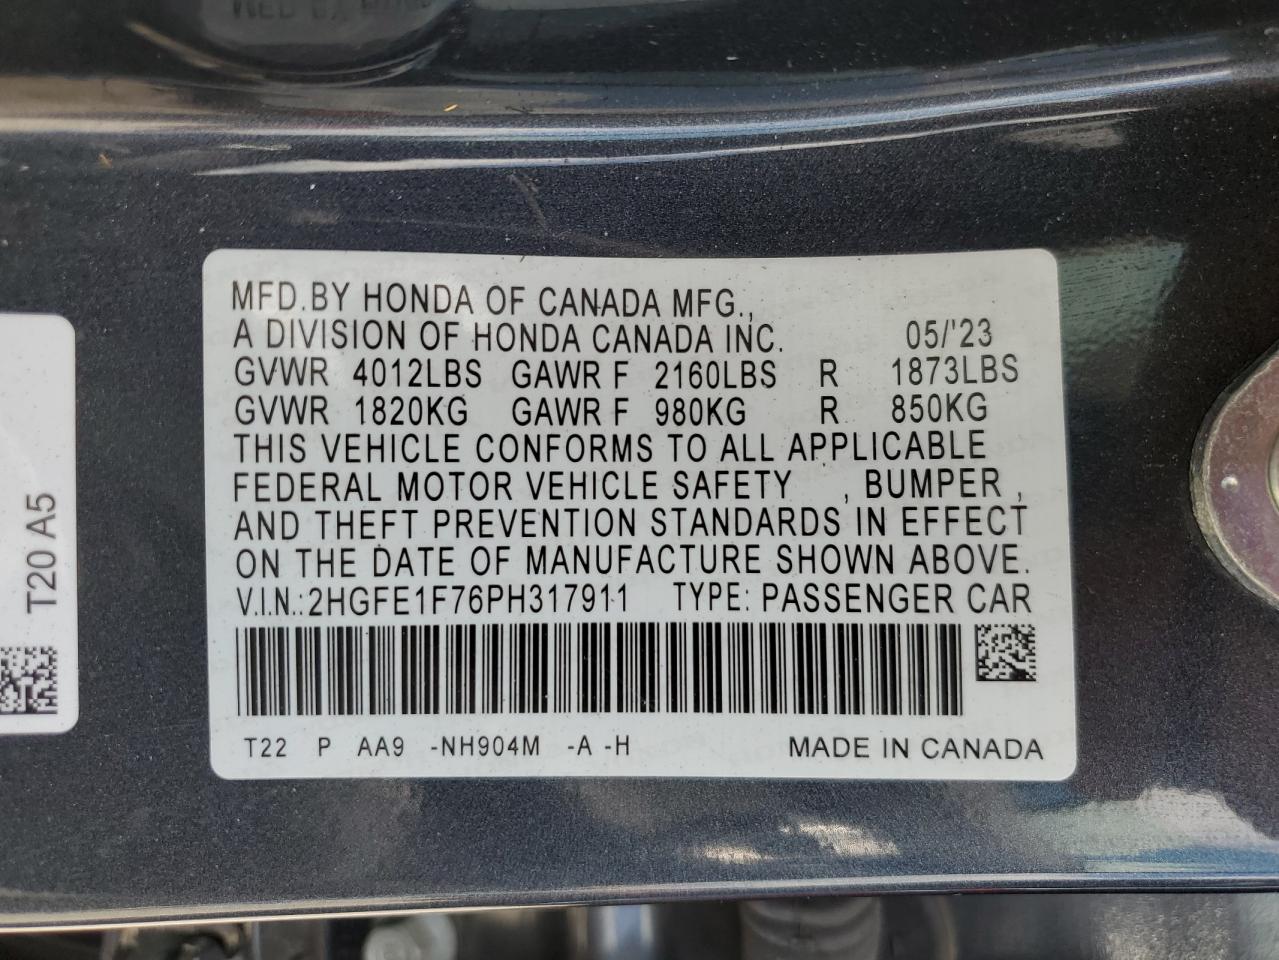 MFD.BY HONDA OF CANADA MFG.,
A DIVISION OF HONDA CANADA INC. 05/'23
GVWR 4012LBS GAWR F 2160LBS R 1873LBS
GVWR 1820KG GAWR F 980KG R 850KG
THIS VEHICLE CONFORMS TO ALL APPLICABLE
FEDERAL MOTOR VEHICLE SAFETY , BUMPER ,
AND THEFT PREVENTION STANDARDS IN EFFECT
ON THE DATE OF MANUFACTURE SHOWN ABOVE.
V.I.N.:2HGFE1F76PH317911 TYPE: PASSENGER CAR
T22 P AA9 -NH904M -A -H MADE IN CANADA
T20 A5